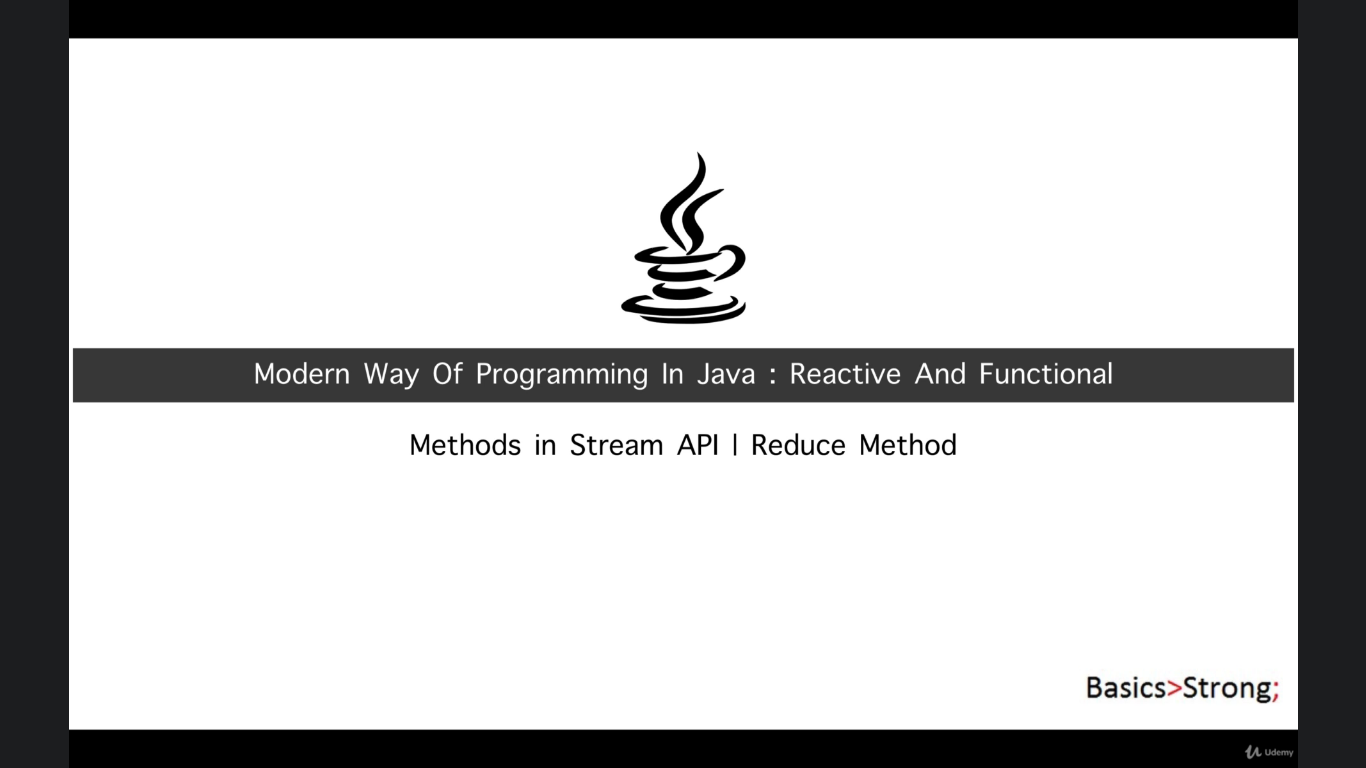 Modern Way Of Programming In Java : Reactive And Functional
Methods in Stream API | Reduce Method
Basics>Strong;
Udemy